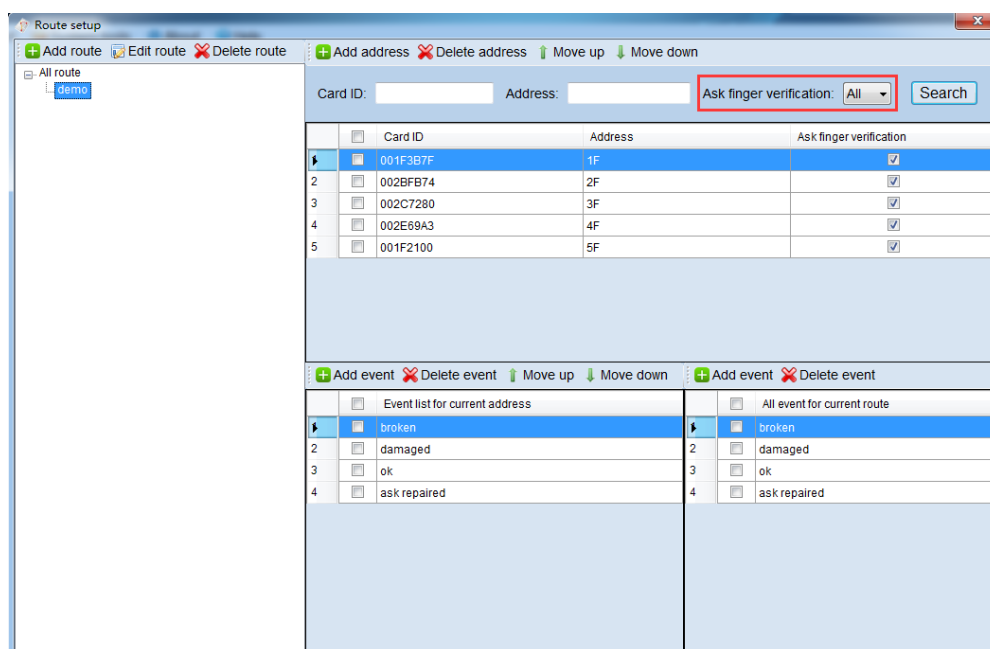 Route setup
Add route Edit route Delete route
All route
demo
Add address Delete address Move up Move down
Card ID: Address: Ask finger verification: All Search
Card ID Address Ask finger verification
001F3B7F 1F
2 002BFB74 2F
3 002C7280 3F
4 002E69A3 4F
5 001F2100 5F
Add event Delete event Move up Move down
Event list for current address
broken
2 damaged
3 ok
4 ask repaired
Add event Delete event
All event for current route
broken
2 damaged
3 ok
4 ask repaired